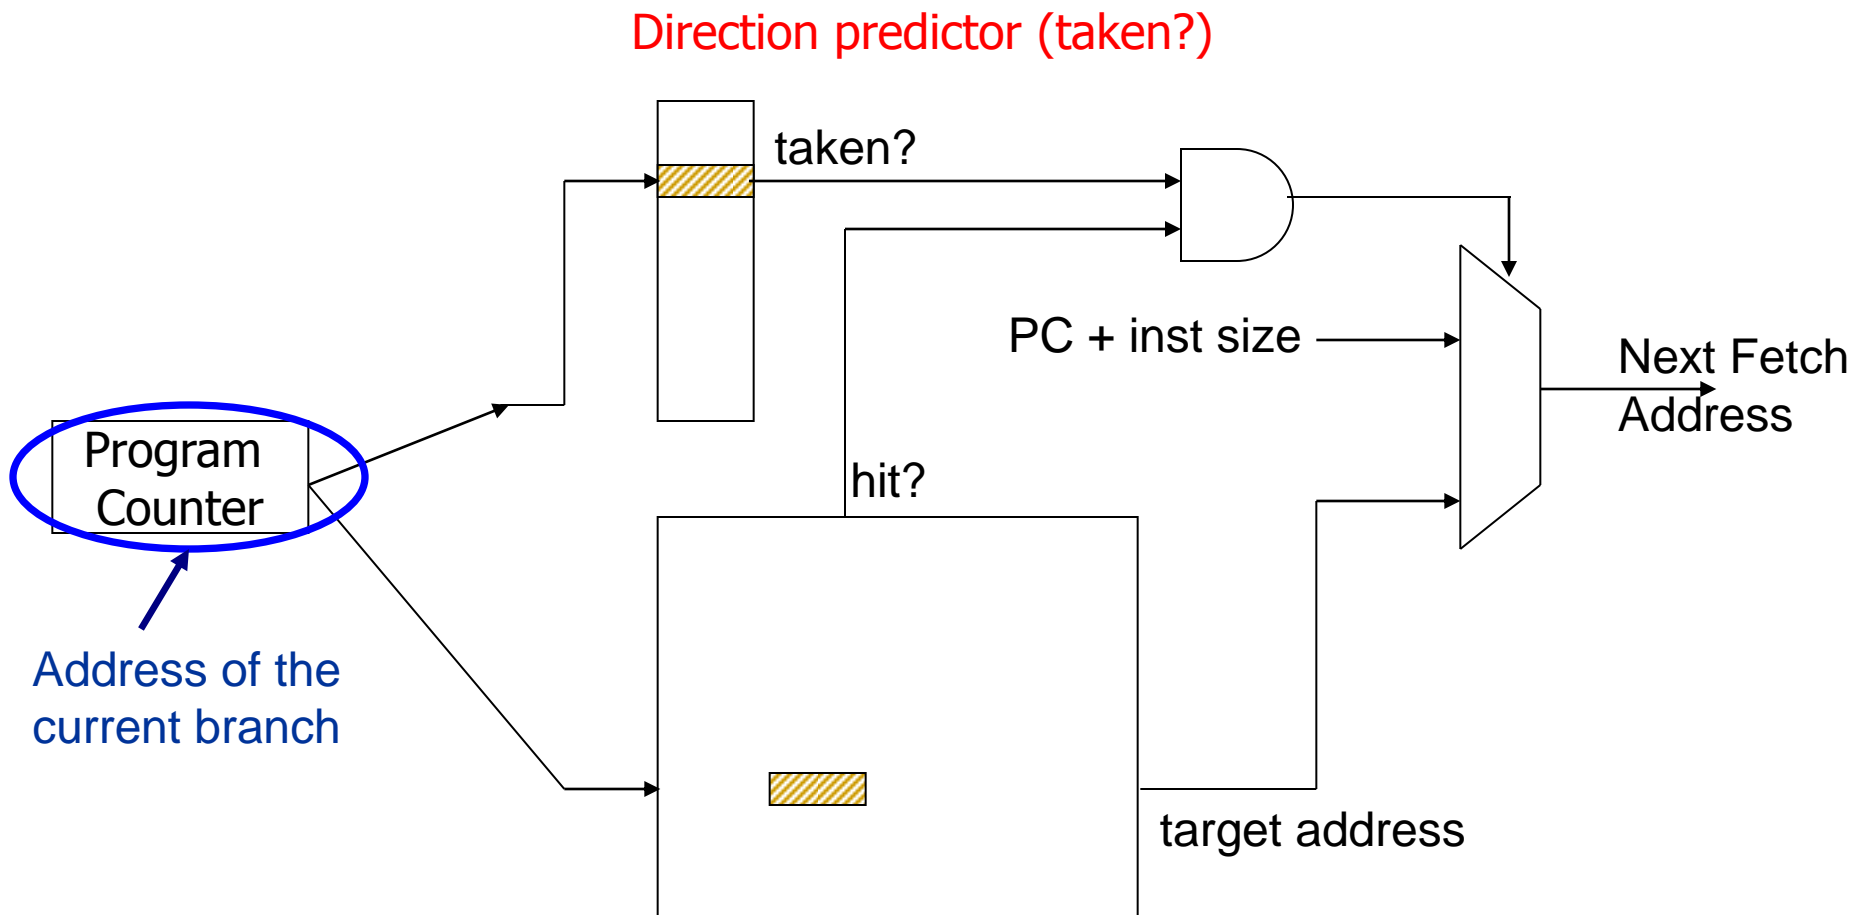 Direction predictor (taken?)
taken?
PC + inst size
Next Fetch
Address
Program
Counter
hit?
Address of the
current branch
target address